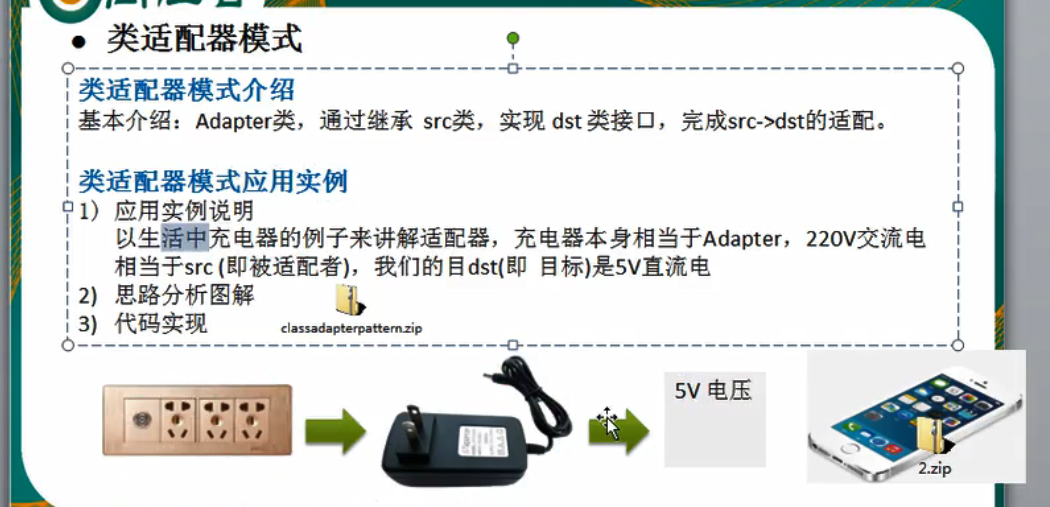 ● 类适配器模式
类适配器模式介绍
基本介绍：Adapter类，通过继承 src类，实现 dst 类接口，完成src->dst的适配。
类适配器模式应用实例
1） 应用实例说明
以生活中充电器的例子来讲解适配器，充电器本身相当于Adapter，220V交流电
相当于src (即被适配者)，我们的目dst(即 目标)是5V直流电
2) 思路分析图解
3) 代码实现
classadapterpattern.zip
5V 电压
2.zip